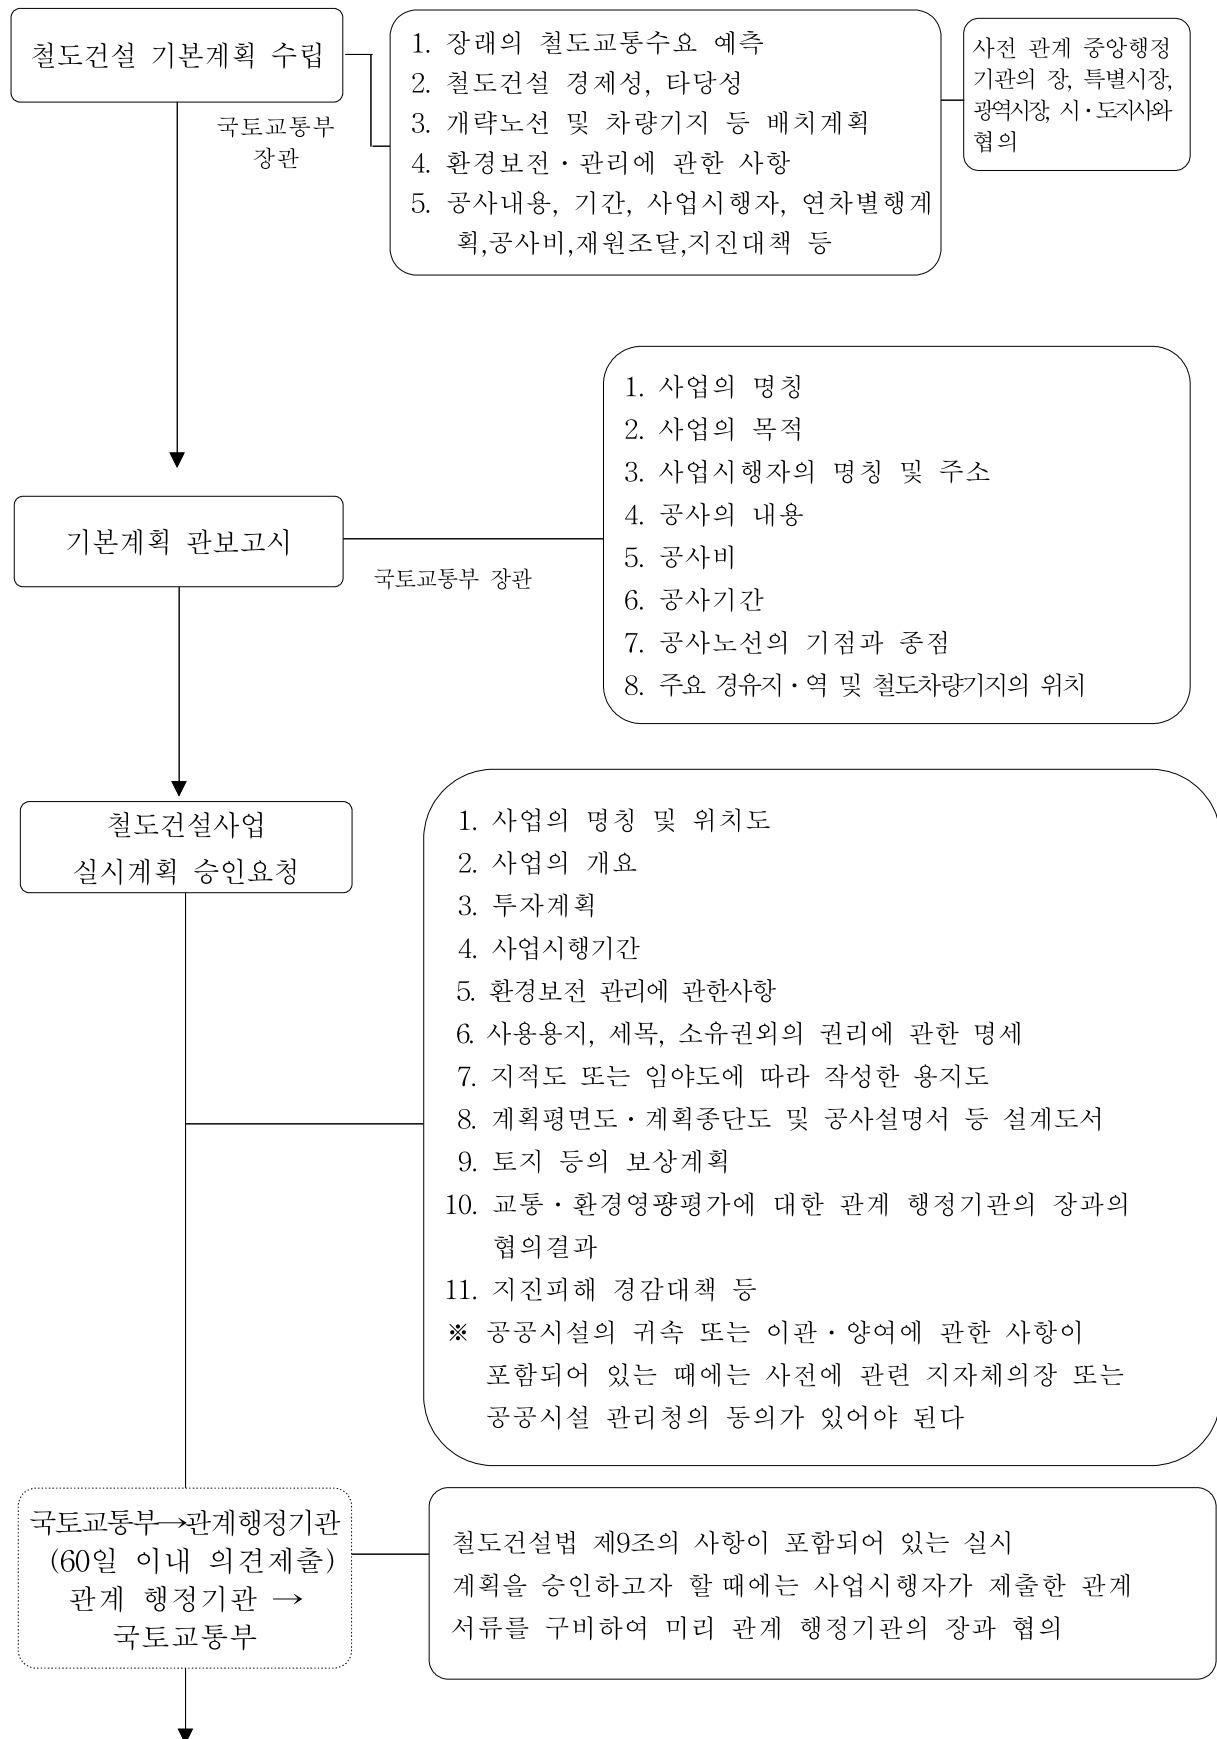 철도건설 기본계획 수립
국토교통부
장관
1. 장래의 철도교통수요 예측
2. 철도건설 경제성, 타당성
3. 개략노선 및 차량기지 등 배치계획
4. 환경보전·관리에 관한 사항
5. 공사내용, 기간, 사업시행자, 연차별행계
획,공사비,재원조달,지진대책 등
사전 관계 중앙행정
기관의 장, 특별시장,
광역시장, 시·도지사와
협의
기본계획 관보고시
국토교통부 장관
1. 사업의 명칭
2. 사업의 목적
3. 사업시행자의 명칭 및 주소
4. 공사의 내용
5. 공사비
6. 공사기간
7. 공사노선의 기점과 종점
8. 주요 경유지·역 및 철도차량기지의 위치
철도건설사업
실시계획 승인요청
1. 사업의 명칭 및 위치도
2. 사업의 개요
3. 투자계획
4. 사업시행기간
5. 환경보전 관리에 관한사항
6. 사용용지, 세목, 소유권외의 권리에 관한 명세
7. 지적도 또는 임야도에 따라 작성한 용지도
8. 계획평면도·계획종단도 및 공사설명서 등 설계도서
9. 토지 등의 보상계획
10. 교통·환경영퍙평가에 대한 관계 행정기관의 장과의
협의결과
11. 지진피해 경감대책 등
※ 공공시설의 귀속 또는 이관·양여에 관한 사항이
포함되어 있는 때에는 사전에 관련 지자체의장 또는
공공시설 관리청의 동의가 있어야 된다
국토교통부→관계행정기관
(60일 이내 의견제출)
관계 행정기관 →
국토교통부
철도건설법 제9조의 사항이 포함되어 있는 실시
계획을 승인하고자 할 때에는 사업시행자가 제출한 관계
서류를 구비하여 미리 관계 행정기관의 장과 협의